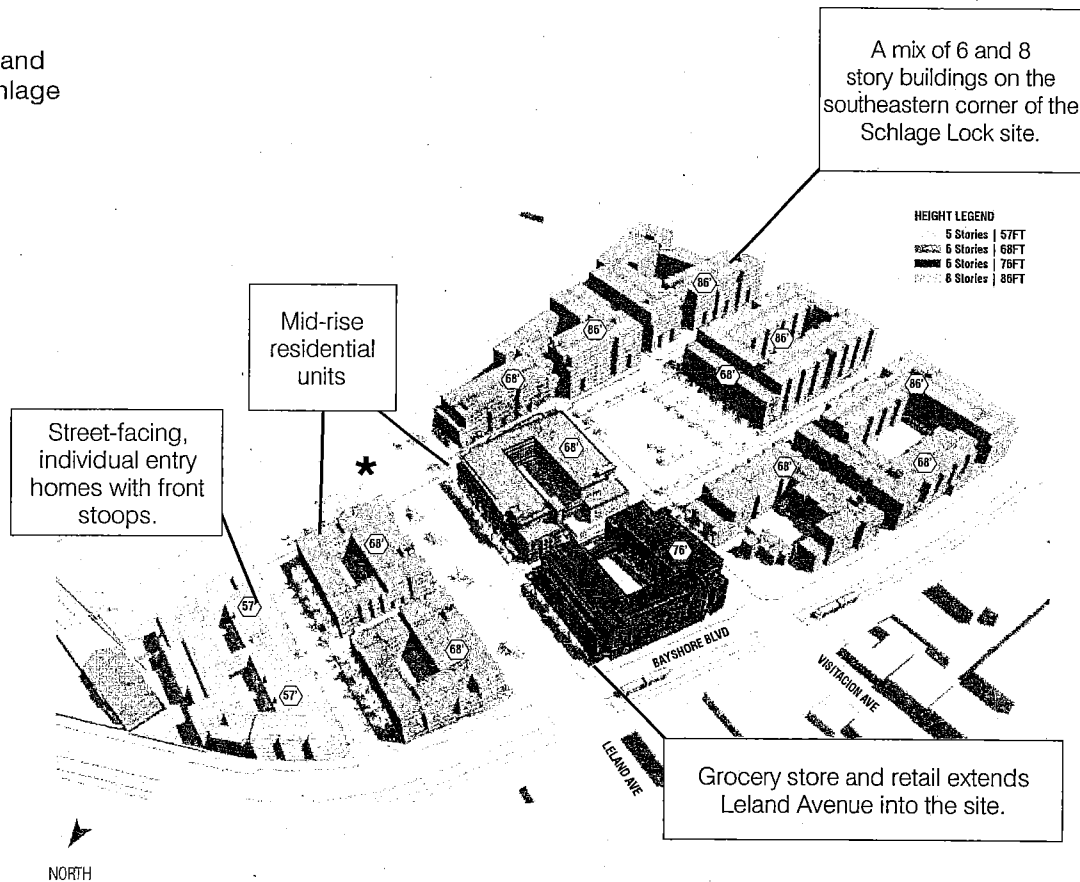 and
hlage
A mix of 6 and 8
story buildings on the
southeastern corner of the
Schlage Lock site.
HEIGHT LEGEND
5 Stories | 57FT
6 Stories | 68FT
6 Stories | 76FT
8 Stories | 86FT
Mid-rise
residential
units
Street-facing,
individual entry
homes with front
stoops.
*
86'
86'
86'
68'
68'
86'
68'
68'
68'
68'
76'
57'
68'
57'
BAYSHORE BLVD
VISITACION AVE
LELAND AVE
Grocery store and retail extends
Leland Avenue into the site.
NORTH